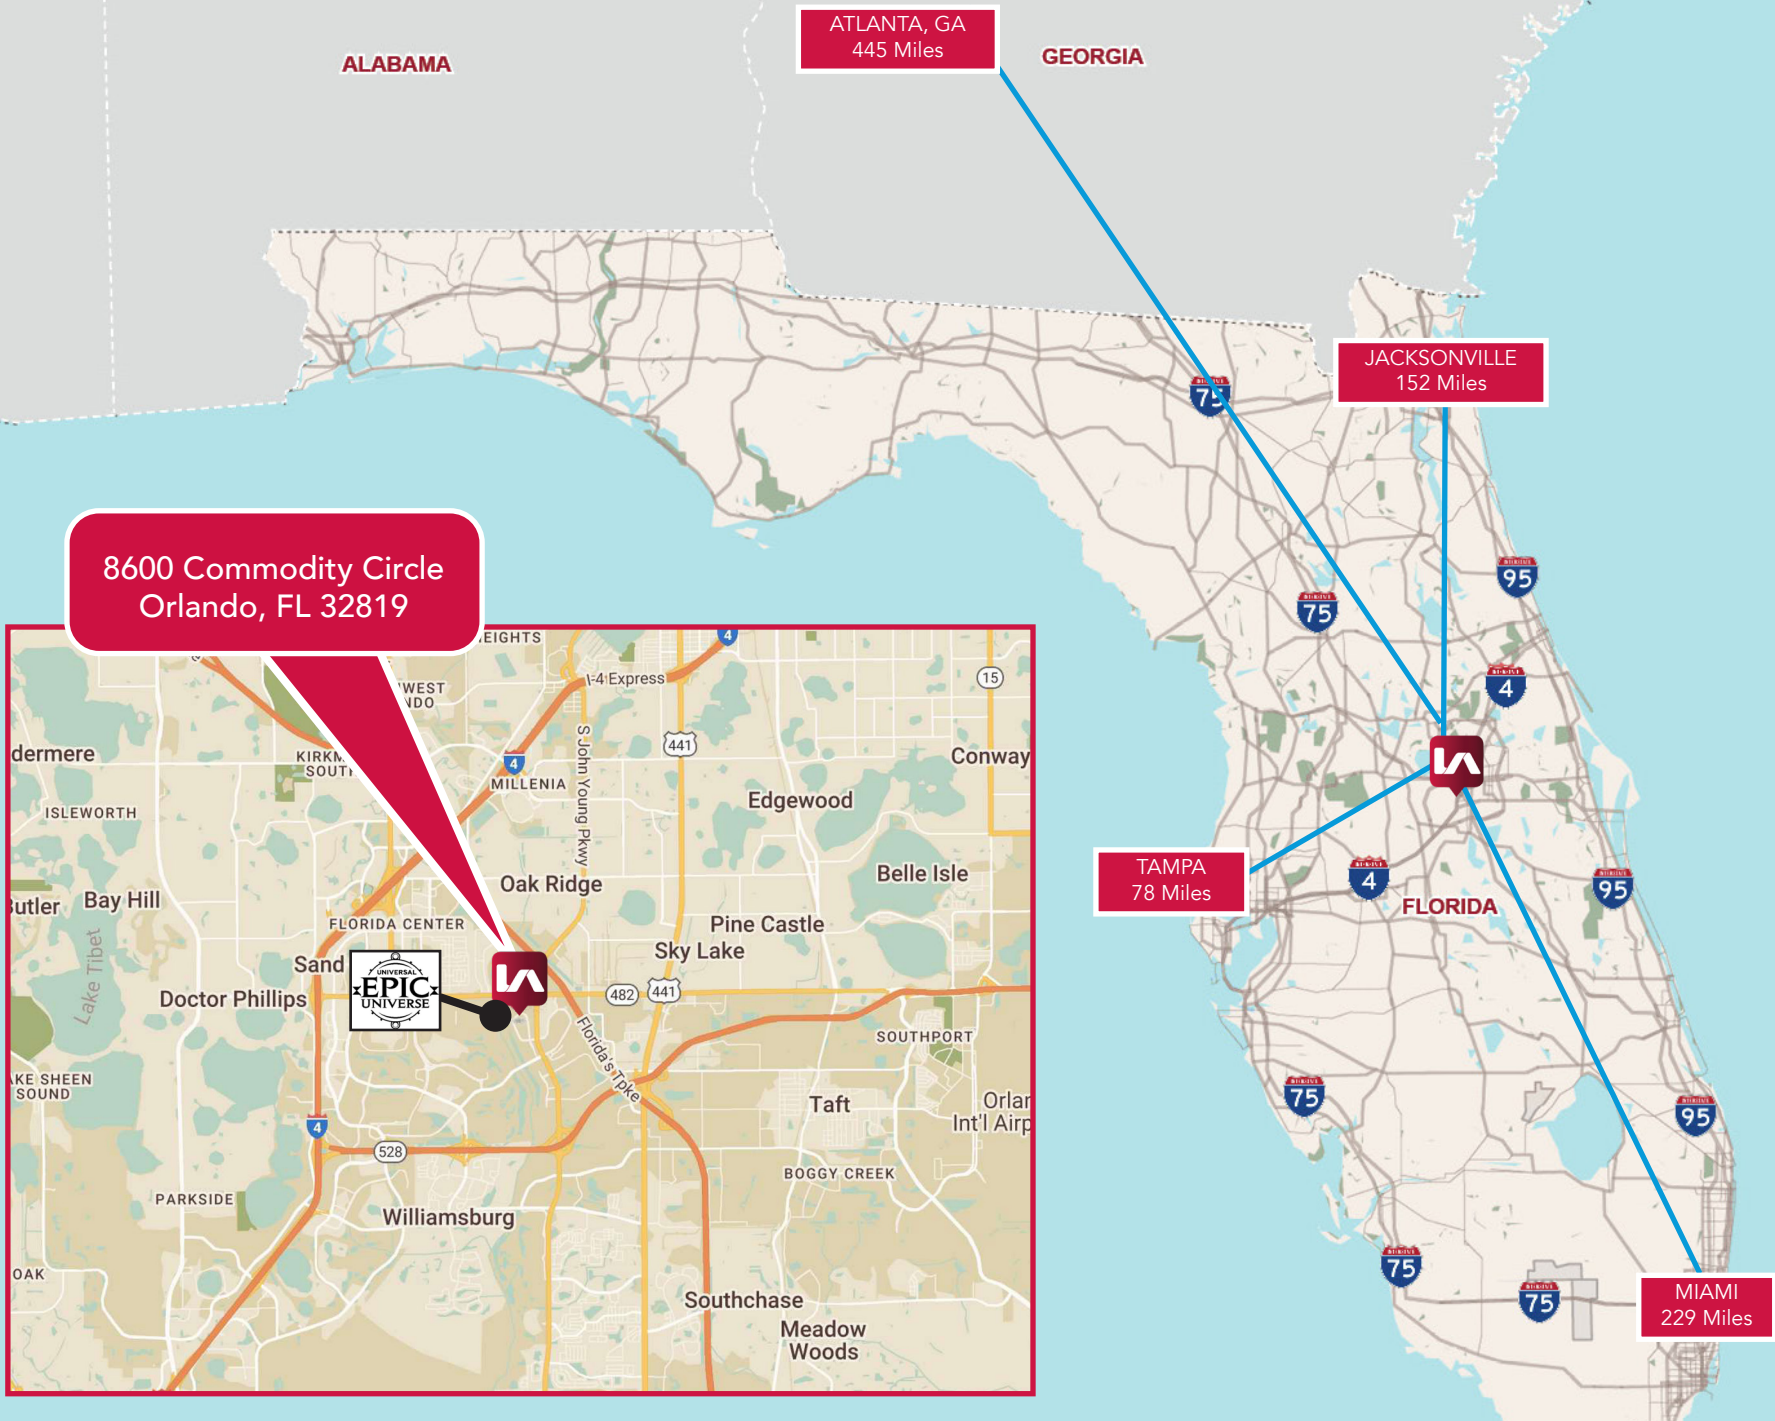 ATLANTA, GA
445 Miles
ALABAMA
GEORGIA
JACKSONVILLE
152 Miles
75
95
75
4
8600 Commodity Circle
Orlando, FL 32819
TAMPA
78 Miles
4
95
FLORIDA
75
95
75
75
MIAMI
229 Miles
EIGHTS
4
I-4 Express
15
WEST
NDO
S John Young Pkwy
441
dermere
KIRKM
SOUTH
4
MILLENIA
Conway
ISLEWORTH
Edgewood
Butler
Bay Hill
Oak Ridge
Belle Isle
FLORIDA CENTER
Pine Castle
Sky Lake
Lake Tibet
Sand
Doctor Phillips
UNIVERSAL
EPIC
UNIVERSE
482
441
Florida's Tpke
SOUTHPORT
AKE SHEEN
SOUND
Taft
Orlan
Int'l Airp
4
528
BOGGY CREEK
PARKSIDE
Williamsburg
OAK
Southchase
Meadow
Woods